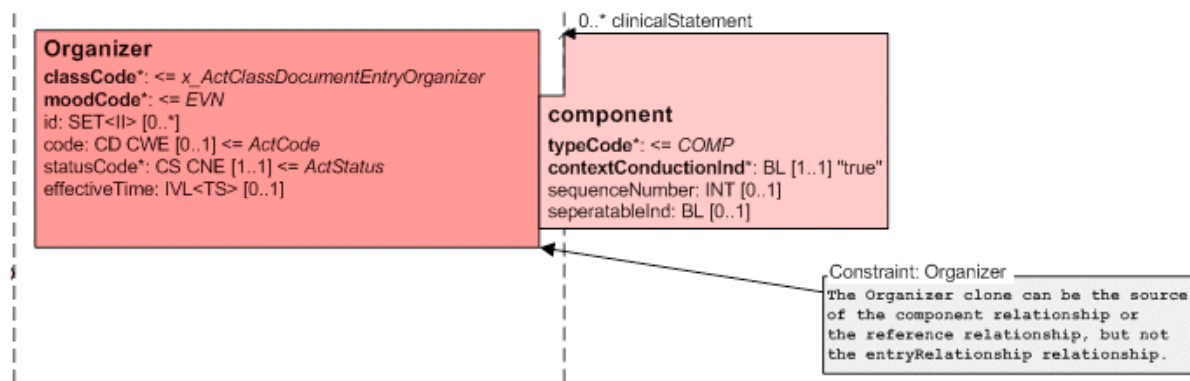 0..* clinicalStatement
Organizer
classCode*: <= x_ActClassDocumentEntryOrganizer
moodCode*: <= EVN
id: SET<II> [0..*]
code: CD CWE [0..1] <= ActCode
statusCode*: CS CNE [1..1] <= ActStatus
effectiveTime: IVL<TS> [0..1]
component
typeCode*: <= COMP
contextConductionInd*: BL [1..1] "true"
sequenceNumber: INT [0..1]
seperatableInd: BL [0..1]
Constraint: Organizer
The Organizer clone can be the source
of the component relationship or
the reference relationship, but not
the entryRelationship relationship.